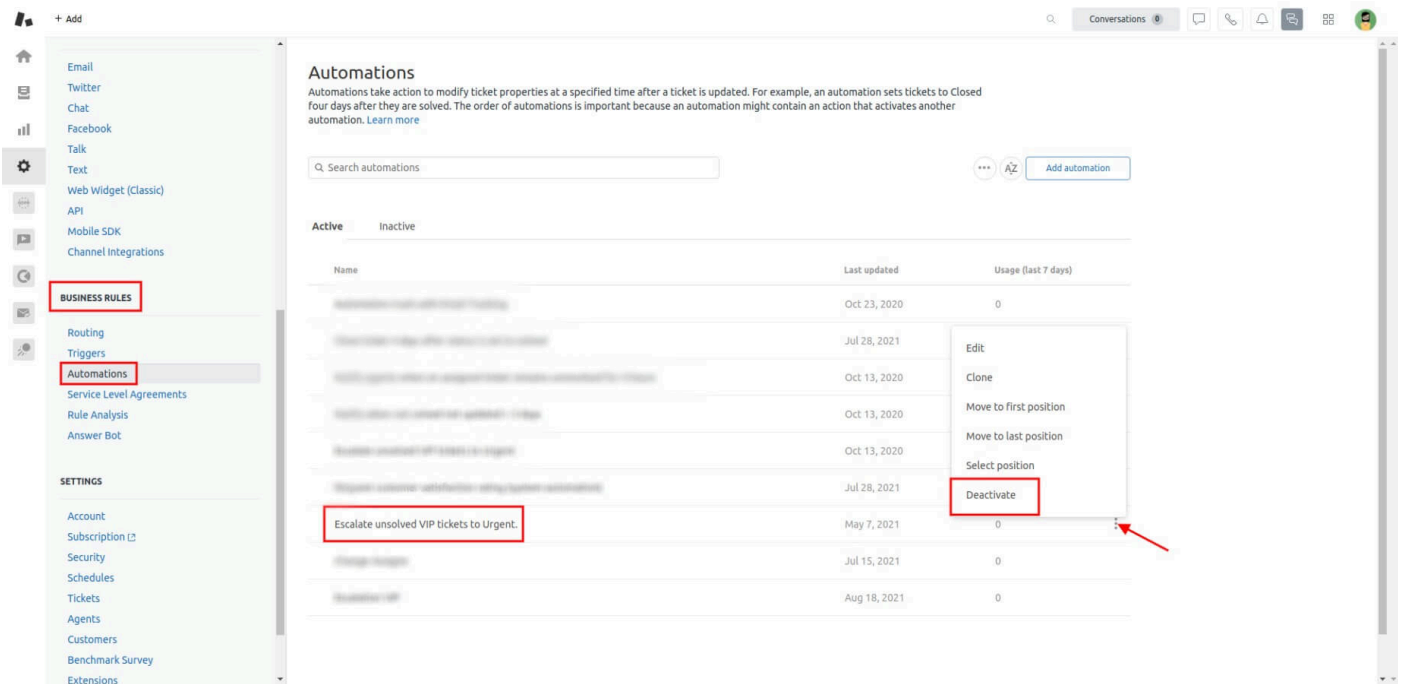 + Add
Conversations 0
Email
Twitter
Chat
Facebook
Talk
Text
Web Widget (Classic)
API
Mobile SDK
Channel Integrations
BUSINESS RULES
Routing
Triggers
Automations
Service Level Agreements
Rule Analysis
Answer Bot
SETTINGS
Account
Subscription
Security
Schedules
Tickets
Agents
Customers
Benchmark Survey
Extensions
Automations
Automations take action to modify ticket properties at a specified time after a ticket is updated. For example, an automation sets tickets to Closed
four days after they are solved. The order of automations is important because an automation might contain an action that activates another
automation. Learn more
Search automations
AZ
Add automation
Active Inactive
Name Last updated Usage (last 7 days)
Oct 23, 2020 0
Jul 28, 2021
Oct 13, 2020
Oct 13, 2020
Oct 13, 2020
Jul 28, 2021
Escalate unsolved VIP tickets to Urgent. May 7, 2021 0
Jul 15, 2021 0
Aug 18, 2021 0
Edit
Clone
Move to first position
Move to last position
Select position
Deactivate